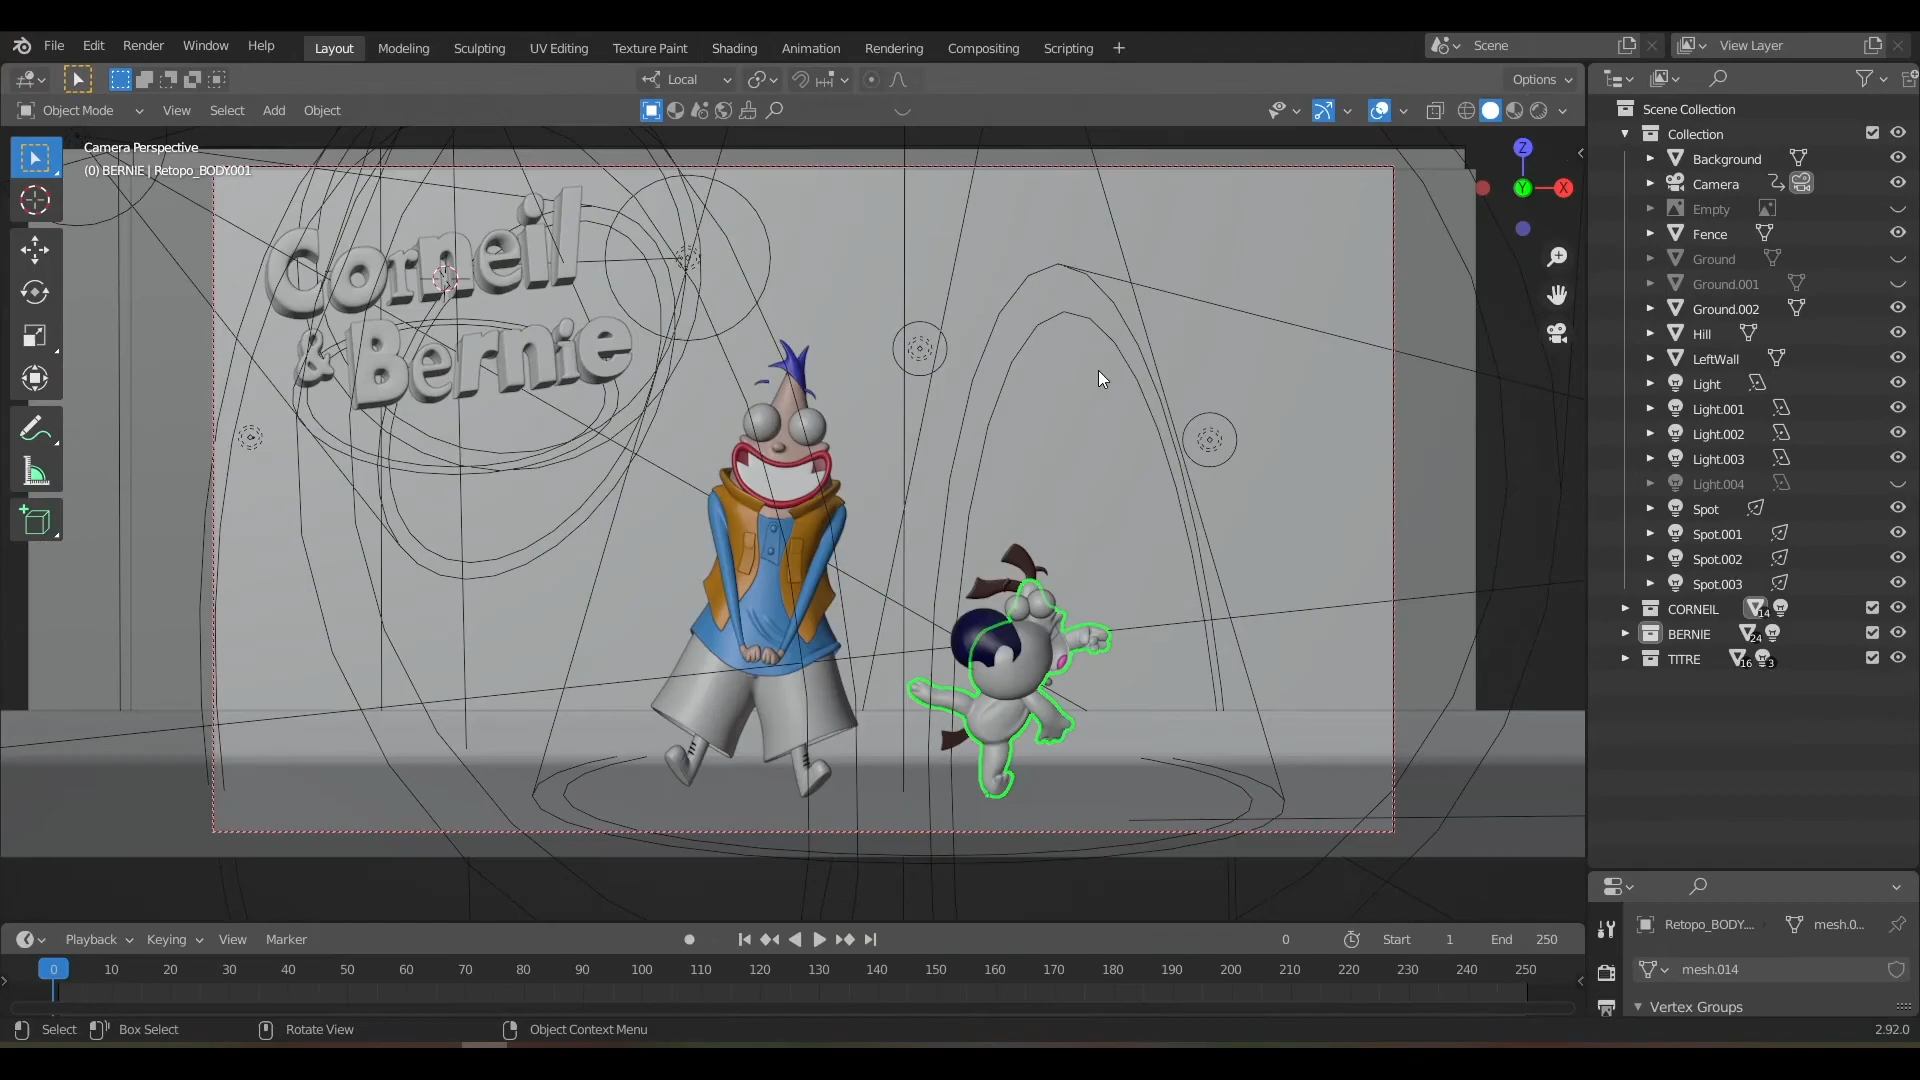 File Edit Render Window Help Layout Modeling Sculpting UV Editing Texture Paint Shading Animation Rendering Compositing Scripting + Scene View Layer
Local Options
Object Mode View Select Add Object
Camera Perspective
(0) BERNIE | Retopo_BODY.001
Z
Y
X
Corneil
& Bernie
Scene Collection
Collection
Background
Camera
Empty
Fence
Ground
Ground.001
Ground.002
Hill
LeftWall
Light
Light.001
Light.002
Light.003
Light.004
Spot
Spot.001
Spot.002
Spot.003
CORNEIL 14
BERNIE 24
TITRE 16 3
Retopo_BODY.... mesh.0...
mesh.014
Vertex Groups
Playback Keying View Marker 0 Start 1 End 250
0 10 20 30 40 50 60 70 80 90 100 110 120 130 140 150 160 170 180 190 200 210 220 230 240 250
Select Box Select Rotate View Object Context Menu 2.92.0